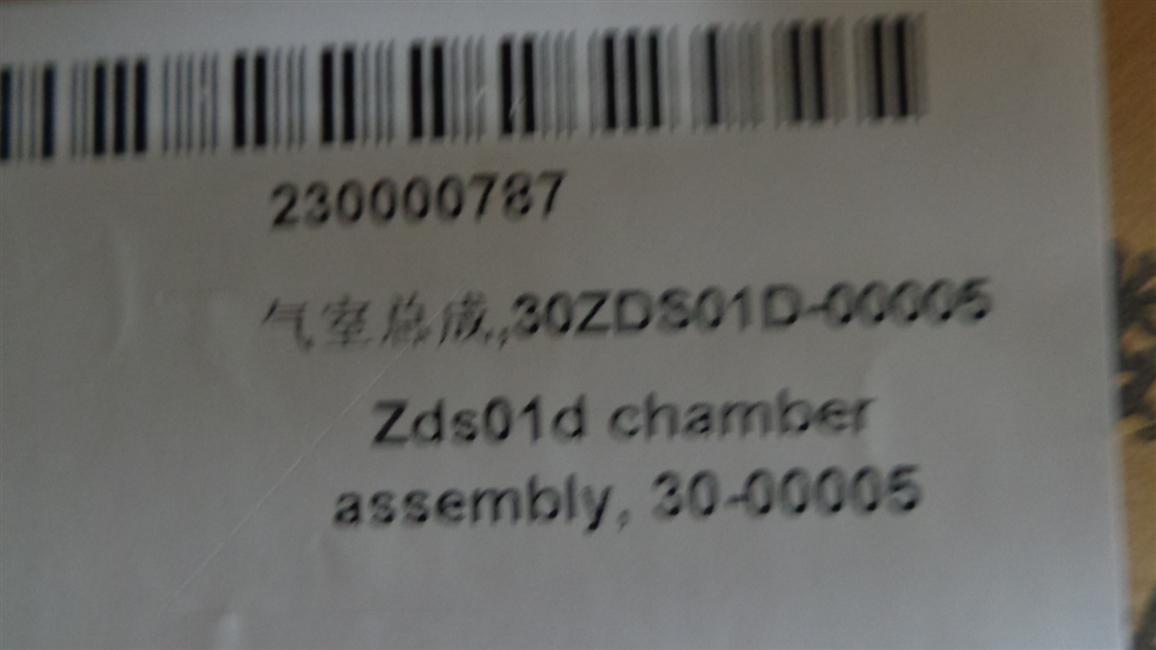 230000787
气室总成,,30ZDS01D-00005
Zds01d chamber
assembly, 30-00005